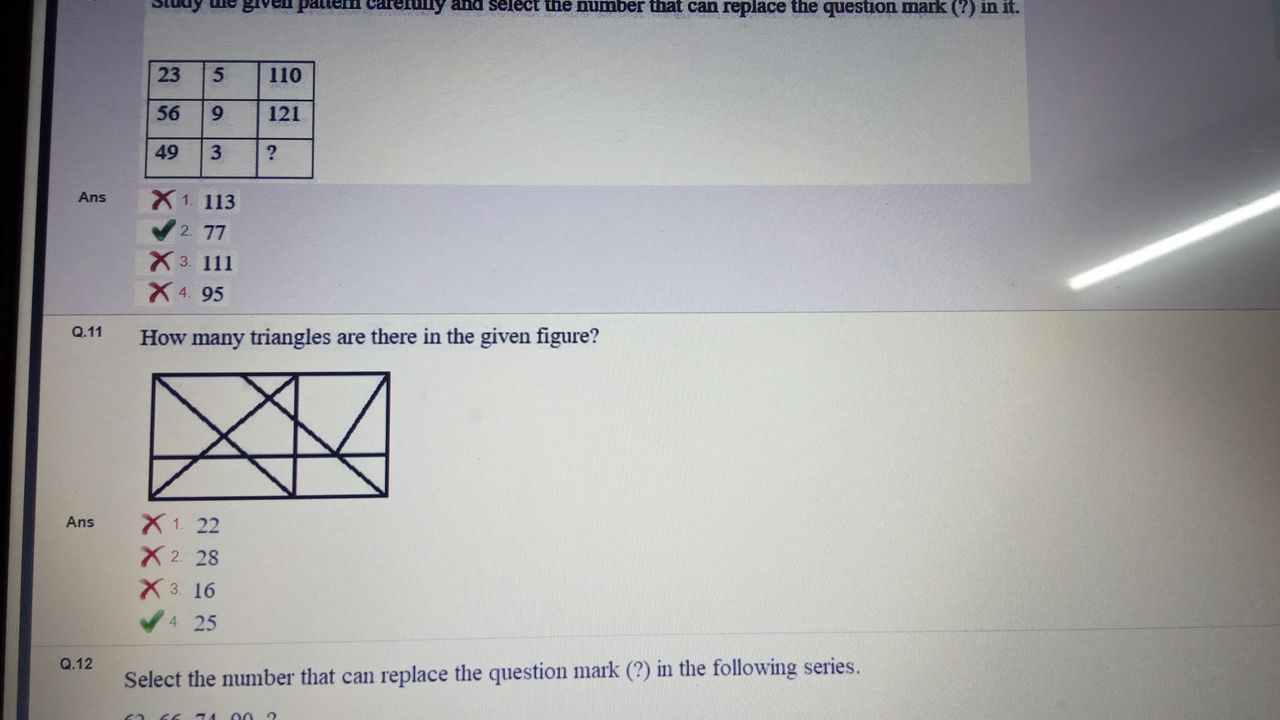 Study the given pattern carefully and select the number that can replace the question mark (?) in it.
23 5 110
56 9 121
49 3 ?
Ans
1. 113
2. 77
3. 111
4. 95
Q.11 How many triangles are there in the given figure?
Ans
1. 22
2. 28
3. 16
4. 25
Q.12 Select the number that can replace the question mark (?) in the following series.